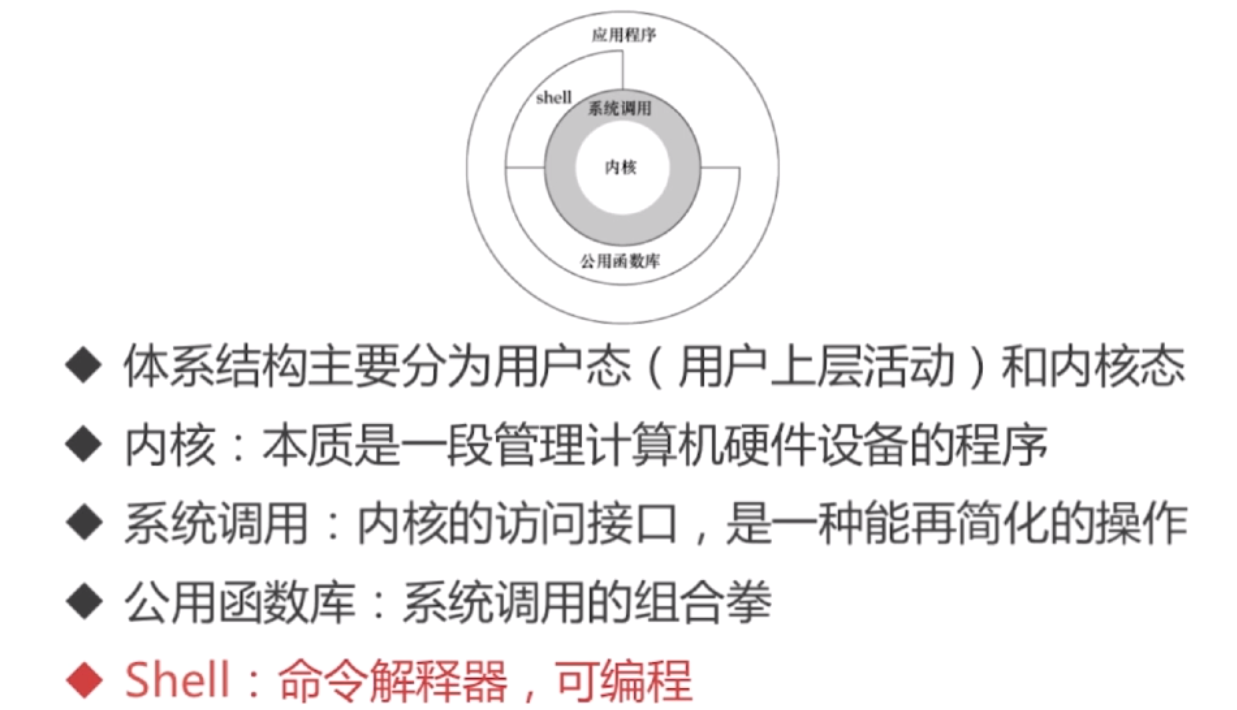 应用程序
shell
系统调用
内核
公用函数库
体系结构主要分为用户态（用户上层活动）和内核态
内核：本质是一段管理计算机硬件设备的程序
系统调用：内核的访问接口，是一种能再简化的操作
公用函数库：系统调用的组合拳
Shell：命令解释器，可编程